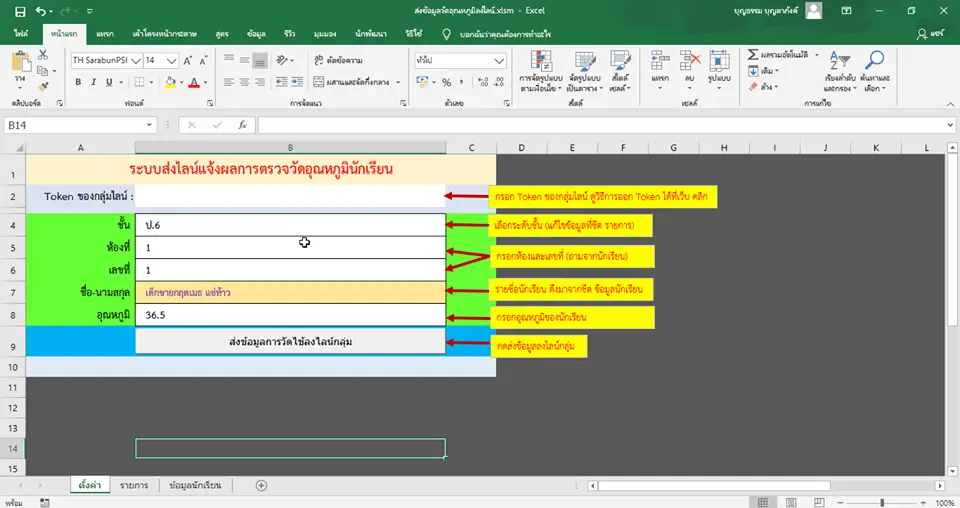 ส่งข้อมูลวัดอุณหภูมิลงไลน์.xlsm - Excel
บุญธรรม บุญลาภังค์
ไฟล์ หน้าแรก แทรก เค้าโครงหน้ากระดาษ สูตร ข้อมูล รีวิว มุมมอง นักพัฒนา วิธีใช้ บอกฉันว่าคุณต้องการทำอะไร แชร์
วาง
TH SarabunPSK 14
B I U
ตัดข้อความ
ผสานและจัดกึ่งกลาง
ทั่วไป
การจัดรูปแบบ ตามเงื่อนไข
จัดรูปแบบ เป็นตาราง
สไตล์ เซลล์
แทรก ลบ รูปแบบ
ผลรวมอัตโนมัติ
เติม
ล้าง
เรียงลำดับ และกรอง
ค้นหาและ เลือก
คลิปบอร์ด ฟอนต์ การจัดแนว ตัวเลข สไตล์ เซลล์ การแก้ไข
B14 fx
A B C D E F G H I J K L
1 ระบบส่งไลน์แจ้งผลการตรวจวัดอุณหภูมินักเรียน
2 Token ของกลุ่มไลน์ : กรอก Token ของกลุ่มไลน์ ดูวิธีการออก Token ได้ที่เว็บ คลิก
4 ชั้น ป.6 เลือกระดับชั้น (แก้ไขข้อมูลที่ชีต รายการ)
5 ห้องที่ 1 กรอกห้องและเลขที่ (ถามจากนักเรียน)
6 เลขที่ 1
7 ชื่อ-นามสกุล เด็กชายกฤตเมธ แซ่ท้าว รายชื่อนักเรียน ดึงมาจากชีต ข้อมูลนักเรียน
8 อุณหภูมิ 36.5 กรอกอุณหภูมิของนักเรียน
9 ส่งข้อมูลการวัดไข้ลงไลน์กลุ่ม กดส่งข้อมูลลงไลน์กลุ่ม
10
11
12
13
14
15
ตั้งค่า รายการ ข้อมูลนักเรียน
พร้อม 100%